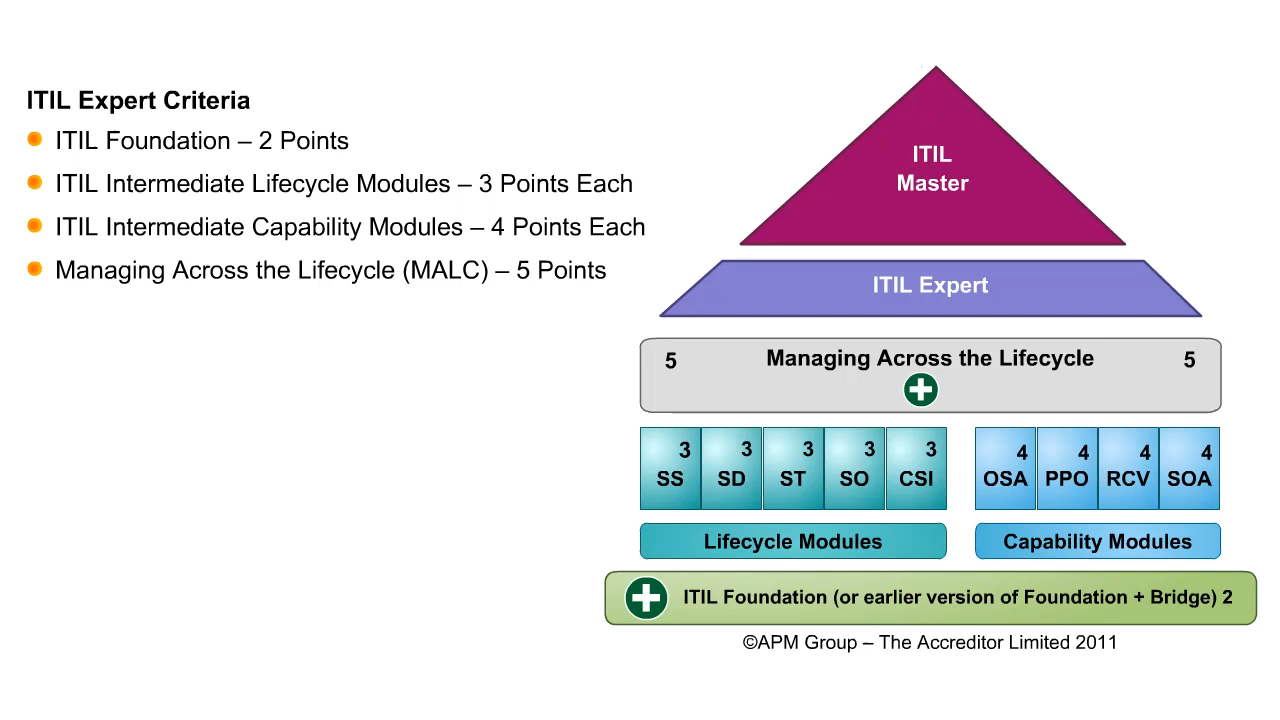 ITIL Expert Criteria
ITIL Foundation – 2 Points
ITIL Intermediate Lifecycle Modules – 3 Points Each
ITIL Intermediate Capability Modules – 4 Points Each
Managing Across the Lifecycle (MALC) – 5 Points
ITIL
Master
ITIL Expert
5 Managing Across the Lifecycle 5
3 3 3 3 3 4 4 4 4
SS SD ST SO CSI OSA PPO RCV SOA
Lifecycle Modules Capability Modules
ITIL Foundation (or earlier version of Foundation + Bridge) 2
©APM Group – The Accreditor Limited 2011